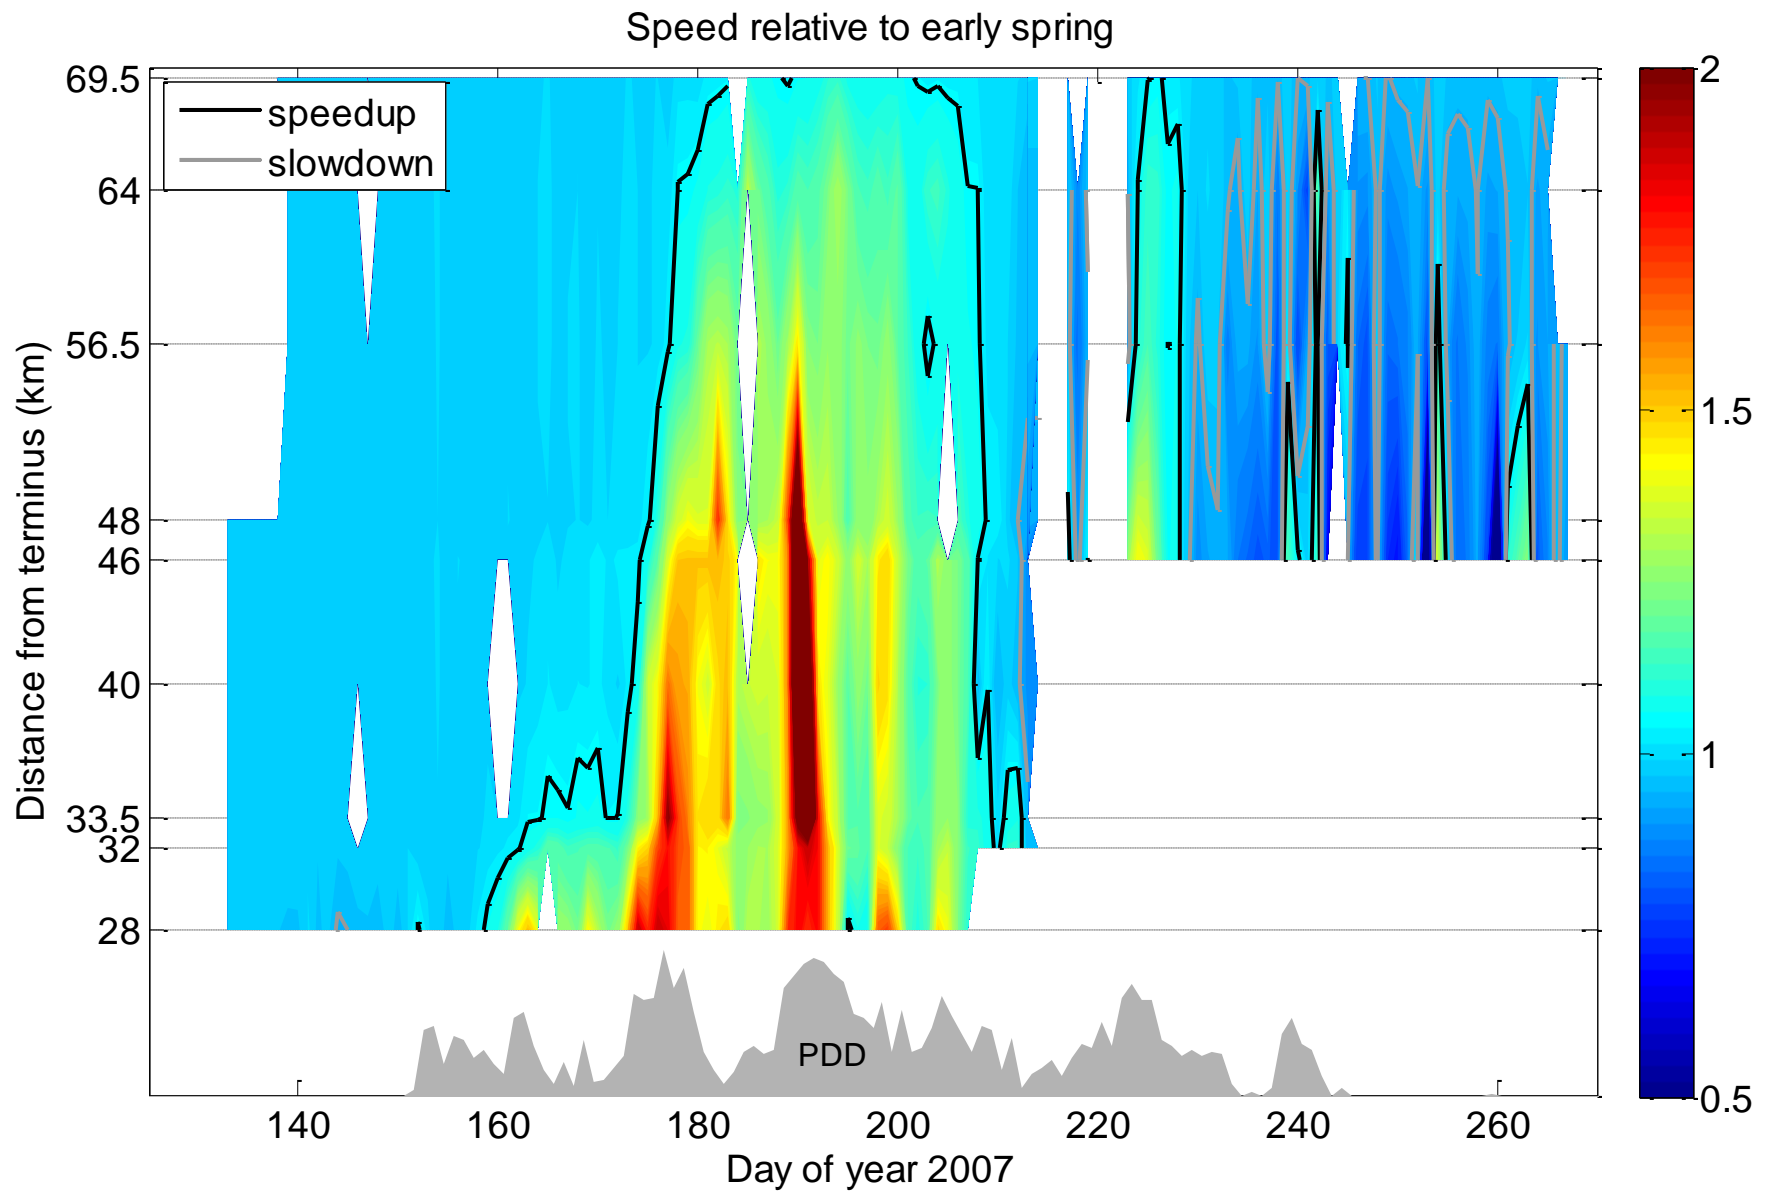 Speed relative to early spring
speedup
slowdown
69.5
64
56.5
48
46
40
33.5
32
28
Distance from terminus (km)
PDD
140 160 180 200 220 240 260
Day of year 2007
2
1.5
1
0.5